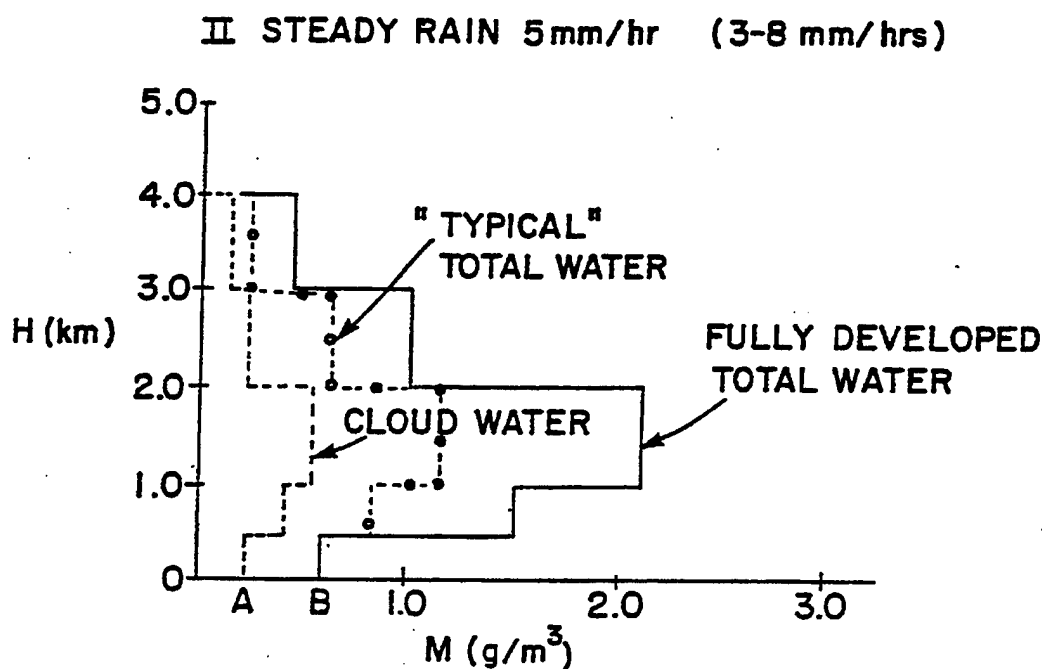 II STEADY RAIN 5mm/hr (3-8 mm/hrs)
5.0
4.0
"TYPICAL"
TOTAL WATER
3.0
H (km)
FULLY DEVELOPED
TOTAL WATER
2.0
CLOUD WATER
1.0
0
A B 1.0 2.0 3.0
M (g/m³)